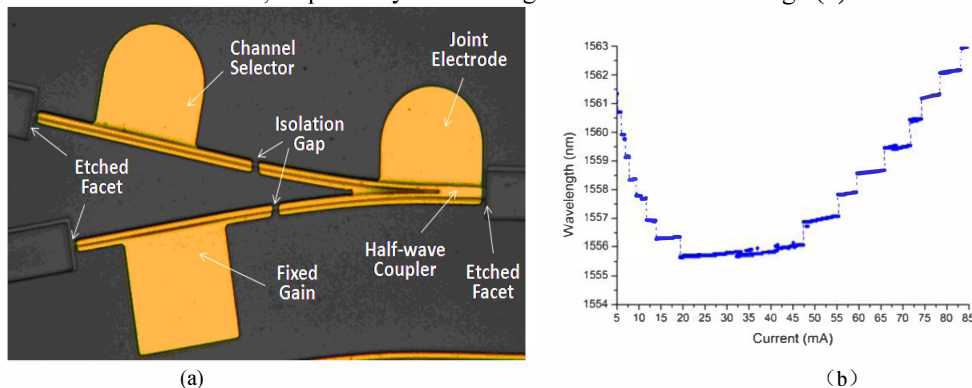 Channel
Selector
Joint
Electrode
Isolation
Gap
Etched
Facet
Fixed
Gain
Half-wave
Coupler
Etched
Facet
(a)
1563
1562
1561
1560
1559
1558
1557
1556
1555
1554
Wavelength (nm)
5 10 15 20 25 30 35 40 45 50 55 60 65 70 75 80 85
Current (mA)
(b)